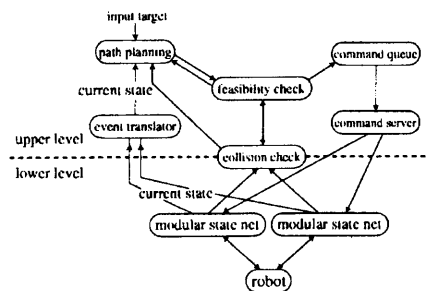 input target
path planning
command queue
feasibility check
current state
event translator
command server
upper level
collision check
lower level
current state
modular state net
modular state net
robot